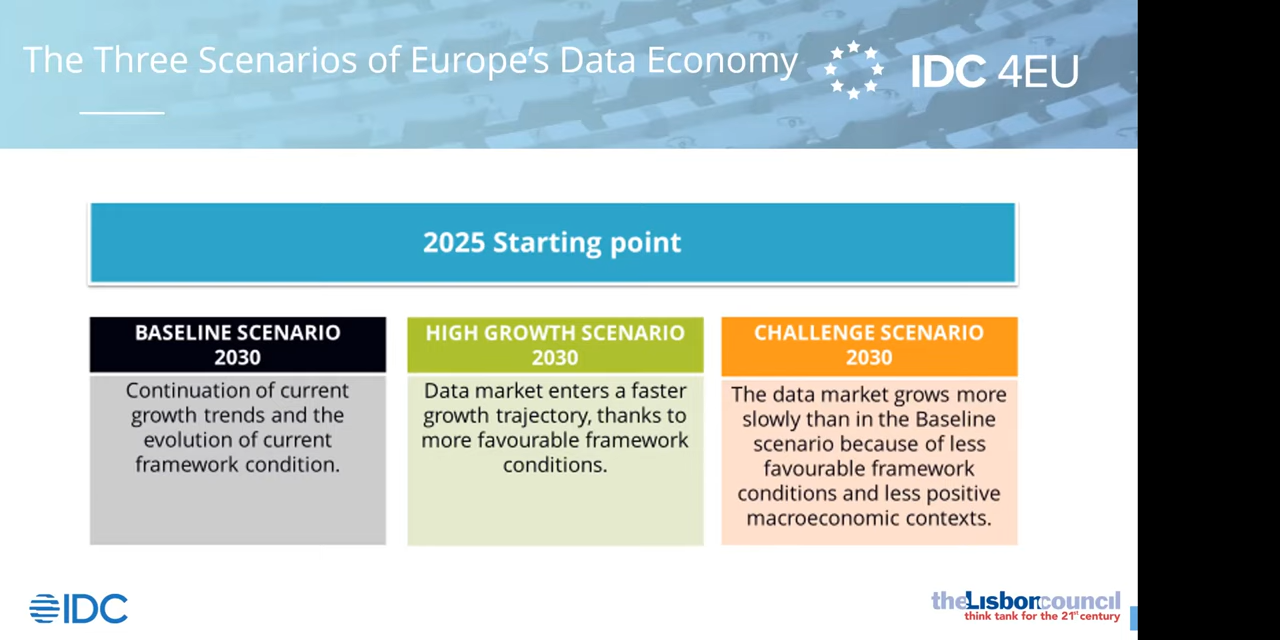 The Three Scenarios of Europe's Data Economy
IDC 4EU
2025 Starting point
BASELINE SCENARIO
2030
Continuation of current
growth trends and the
evolution of current
framework condition.
HIGH GROWTH SCENARIO
2030
Data market enters a faster
growth trajectory, thanks to
more favourable framework
conditions.
CHALLENGE SCENARIO
2030
The data market grows more
slowly than in the Baseline
scenario because of less
favourable framework
conditions and less positive
macroeconomic contexts.
IDC
theLisboncouncil
think tank for the 21st century